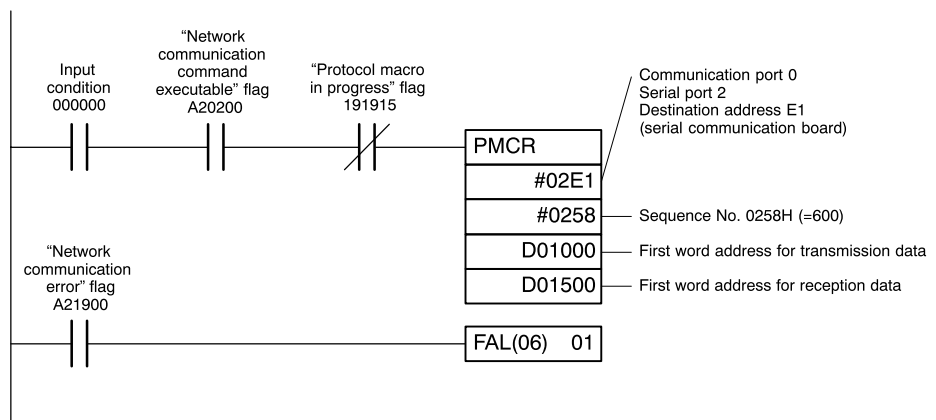 “Network
communication
command
executable” flag
A20200
Input
condition
000000
“Protocol macro
in progress” flag
191915
Communication port 0
Serial port 2
Destination address E1
(serial communication board)
PMCR
#02E1
#0258
Sequence No. 0258H (=600)
D01000
First word address for transmission data
D01500
First word address for reception data
“Network
communication
error” flag
A21900
FAL(06) 01